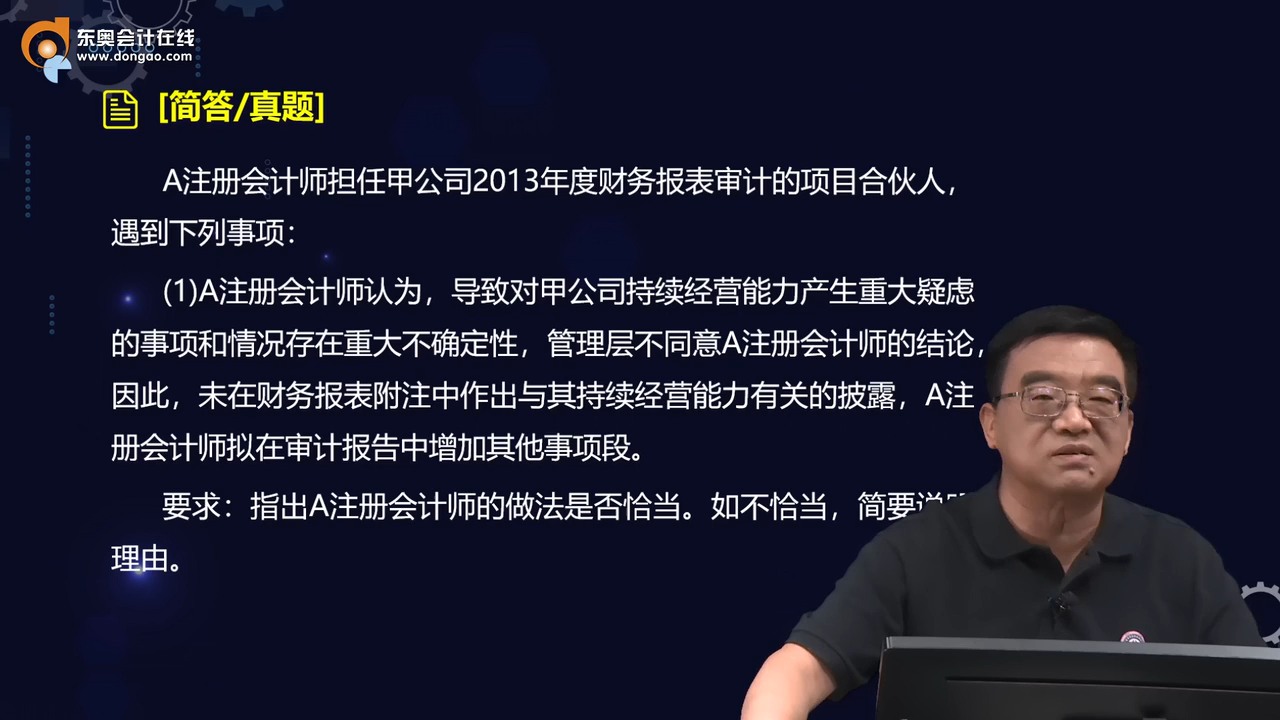 东奥会计在线
www.dongao.com
[简答/真题]
A注册会计师担任甲公司2013年度财务报表审计的项目合伙人，
遇到下列事项：
(1)A注册会计师认为，导致对甲公司持续经营能力产生重大疑虑
的事项和情况存在重大不确定性，管理层不同意A注册会计师的结论，
因此，未在财务报表附注中作出与其持续经营能力有关的披露，A注
册会计师拟在审计报告中增加其他事项段。
要求：指出A注册会计师的做法是否恰当。如不恰当，简要说
理由。